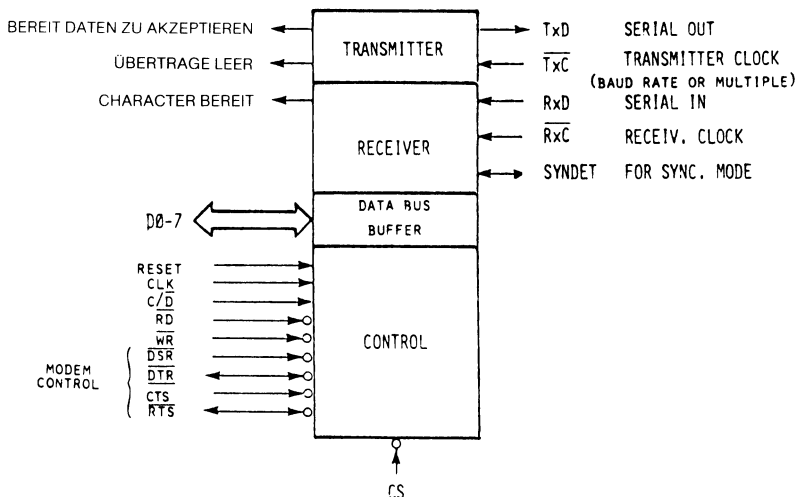 BEREIT DATEN ZU AKZEPTIEREN
ÜBERTRAGE LEER
CHARACTER BEREIT
TRANSMITTER
TxD SERIAL OUT
TxC TRANSMITTER CLOCK
(BAUD RATE OR MULTIPLE)
RxD SERIAL IN
RECEIVER
RxC RECEIV. CLOCK
SYNDET FOR SYNC. MODE
D0-7
DATA BUS
BUFFER
RESET
CLK
C/D
RD
WR
MODEM
CONTROL
DSR
DTR
CTS
RTS
CONTROL
CS